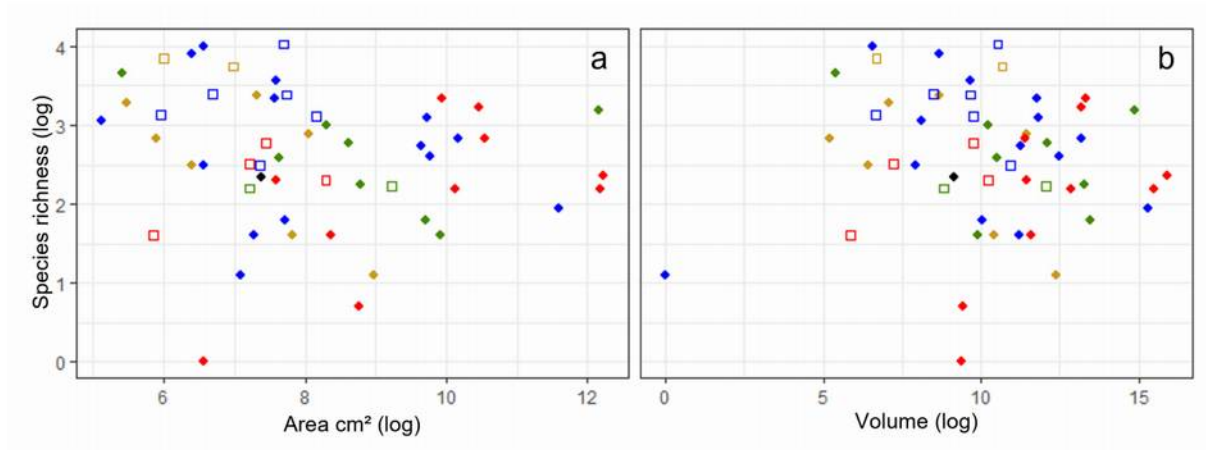 a
b
4
3
2
1
0
Species richness (log)
6 8 10 12
0 5 10 15
Area cm² (log)
Volume (log)